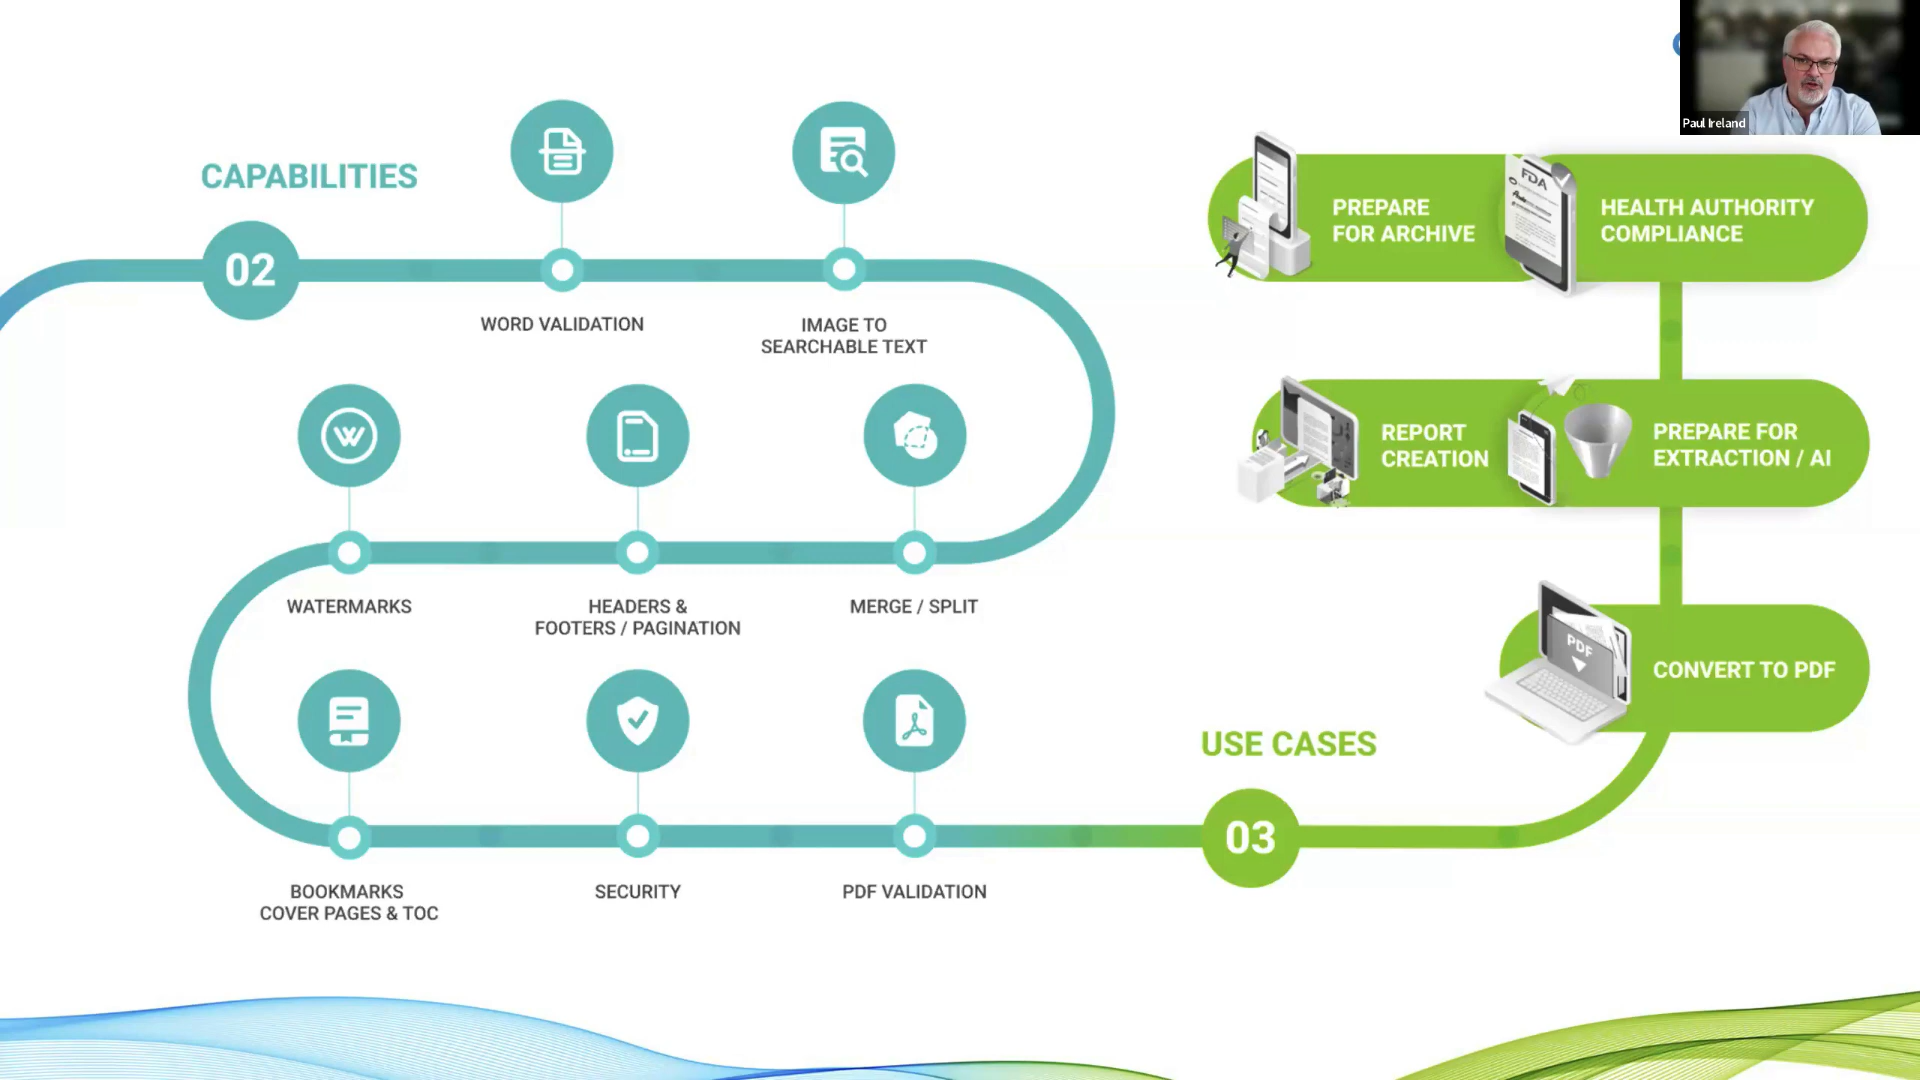 Paul Ireland
CAPABILITIES
02
WORD VALIDATION
IMAGE TO
SEARCHABLE TEXT
WATERMARKS
HEADERS &
FOOTERS / PAGINATION
MERGE / SPLIT
BOOKMARKS
COVER PAGES & TOC
SECURITY
PDF VALIDATION
USE CASES
03
PREPARE
FOR ARCHIVE
FDA
HEALTH AUTHORITY
COMPLIANCE
REPORT
CREATION
PREPARE FOR
EXTRACTION / AI
PDF
CONVERT TO PDF